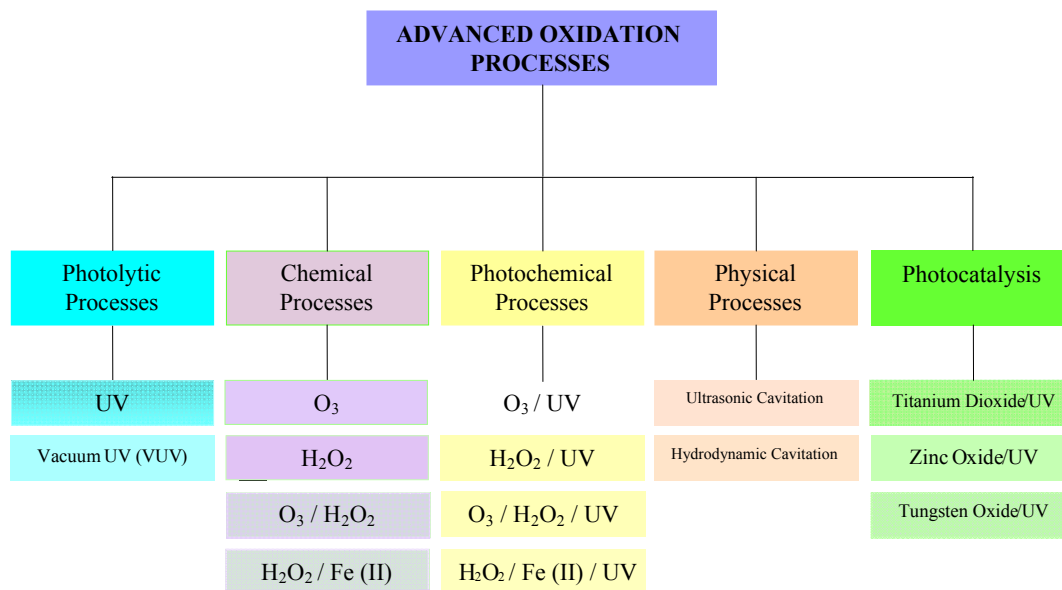 ADVANCED OXIDATION
PROCESSES
Photolytic
Processes
Chemical
Processes
Photochemical
Processes
Physical
Processes
Photocatalysis
UV
O₃
O₃ / UV
Ultrasonic Cavitation
Titanium Dioxide/UV
Vacuum UV (VUV)
H₂O₂
H₂O₂ / UV
Hydrodynamic Cavitation
Zinc Oxide/UV
O₃ / H₂O₂
O₃ / H₂O₂ / UV
Tungsten Oxide/UV
H₂O₂ / Fe (II)
H₂O₂ / Fe (II) / UV